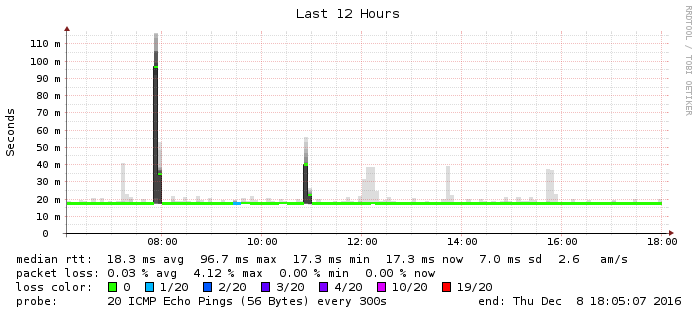 Last 12 Hours
RRDTOOL / TOBI OETIKER
Seconds
110 m
100 m
90 m
80 m
70 m
60 m
50 m
40 m
30 m
20 m
10 m
0
08:00 10:00 12:00 14:00 16:00 18:00
median rtt: 18.3 ms avg 96.7 ms max 17.3 ms min 17.3 ms now 7.0 ms sd 2.6 am/s
packet loss: 0.03 % avg 4.12 % max 0.00 % min 0.00 % now
loss color: 0 1/20 2/20 3/20 4/20 10/20 19/20
probe: 20 ICMP Echo Pings (56 Bytes) every 300s end: Thu Dec 8 18:05:07 2016